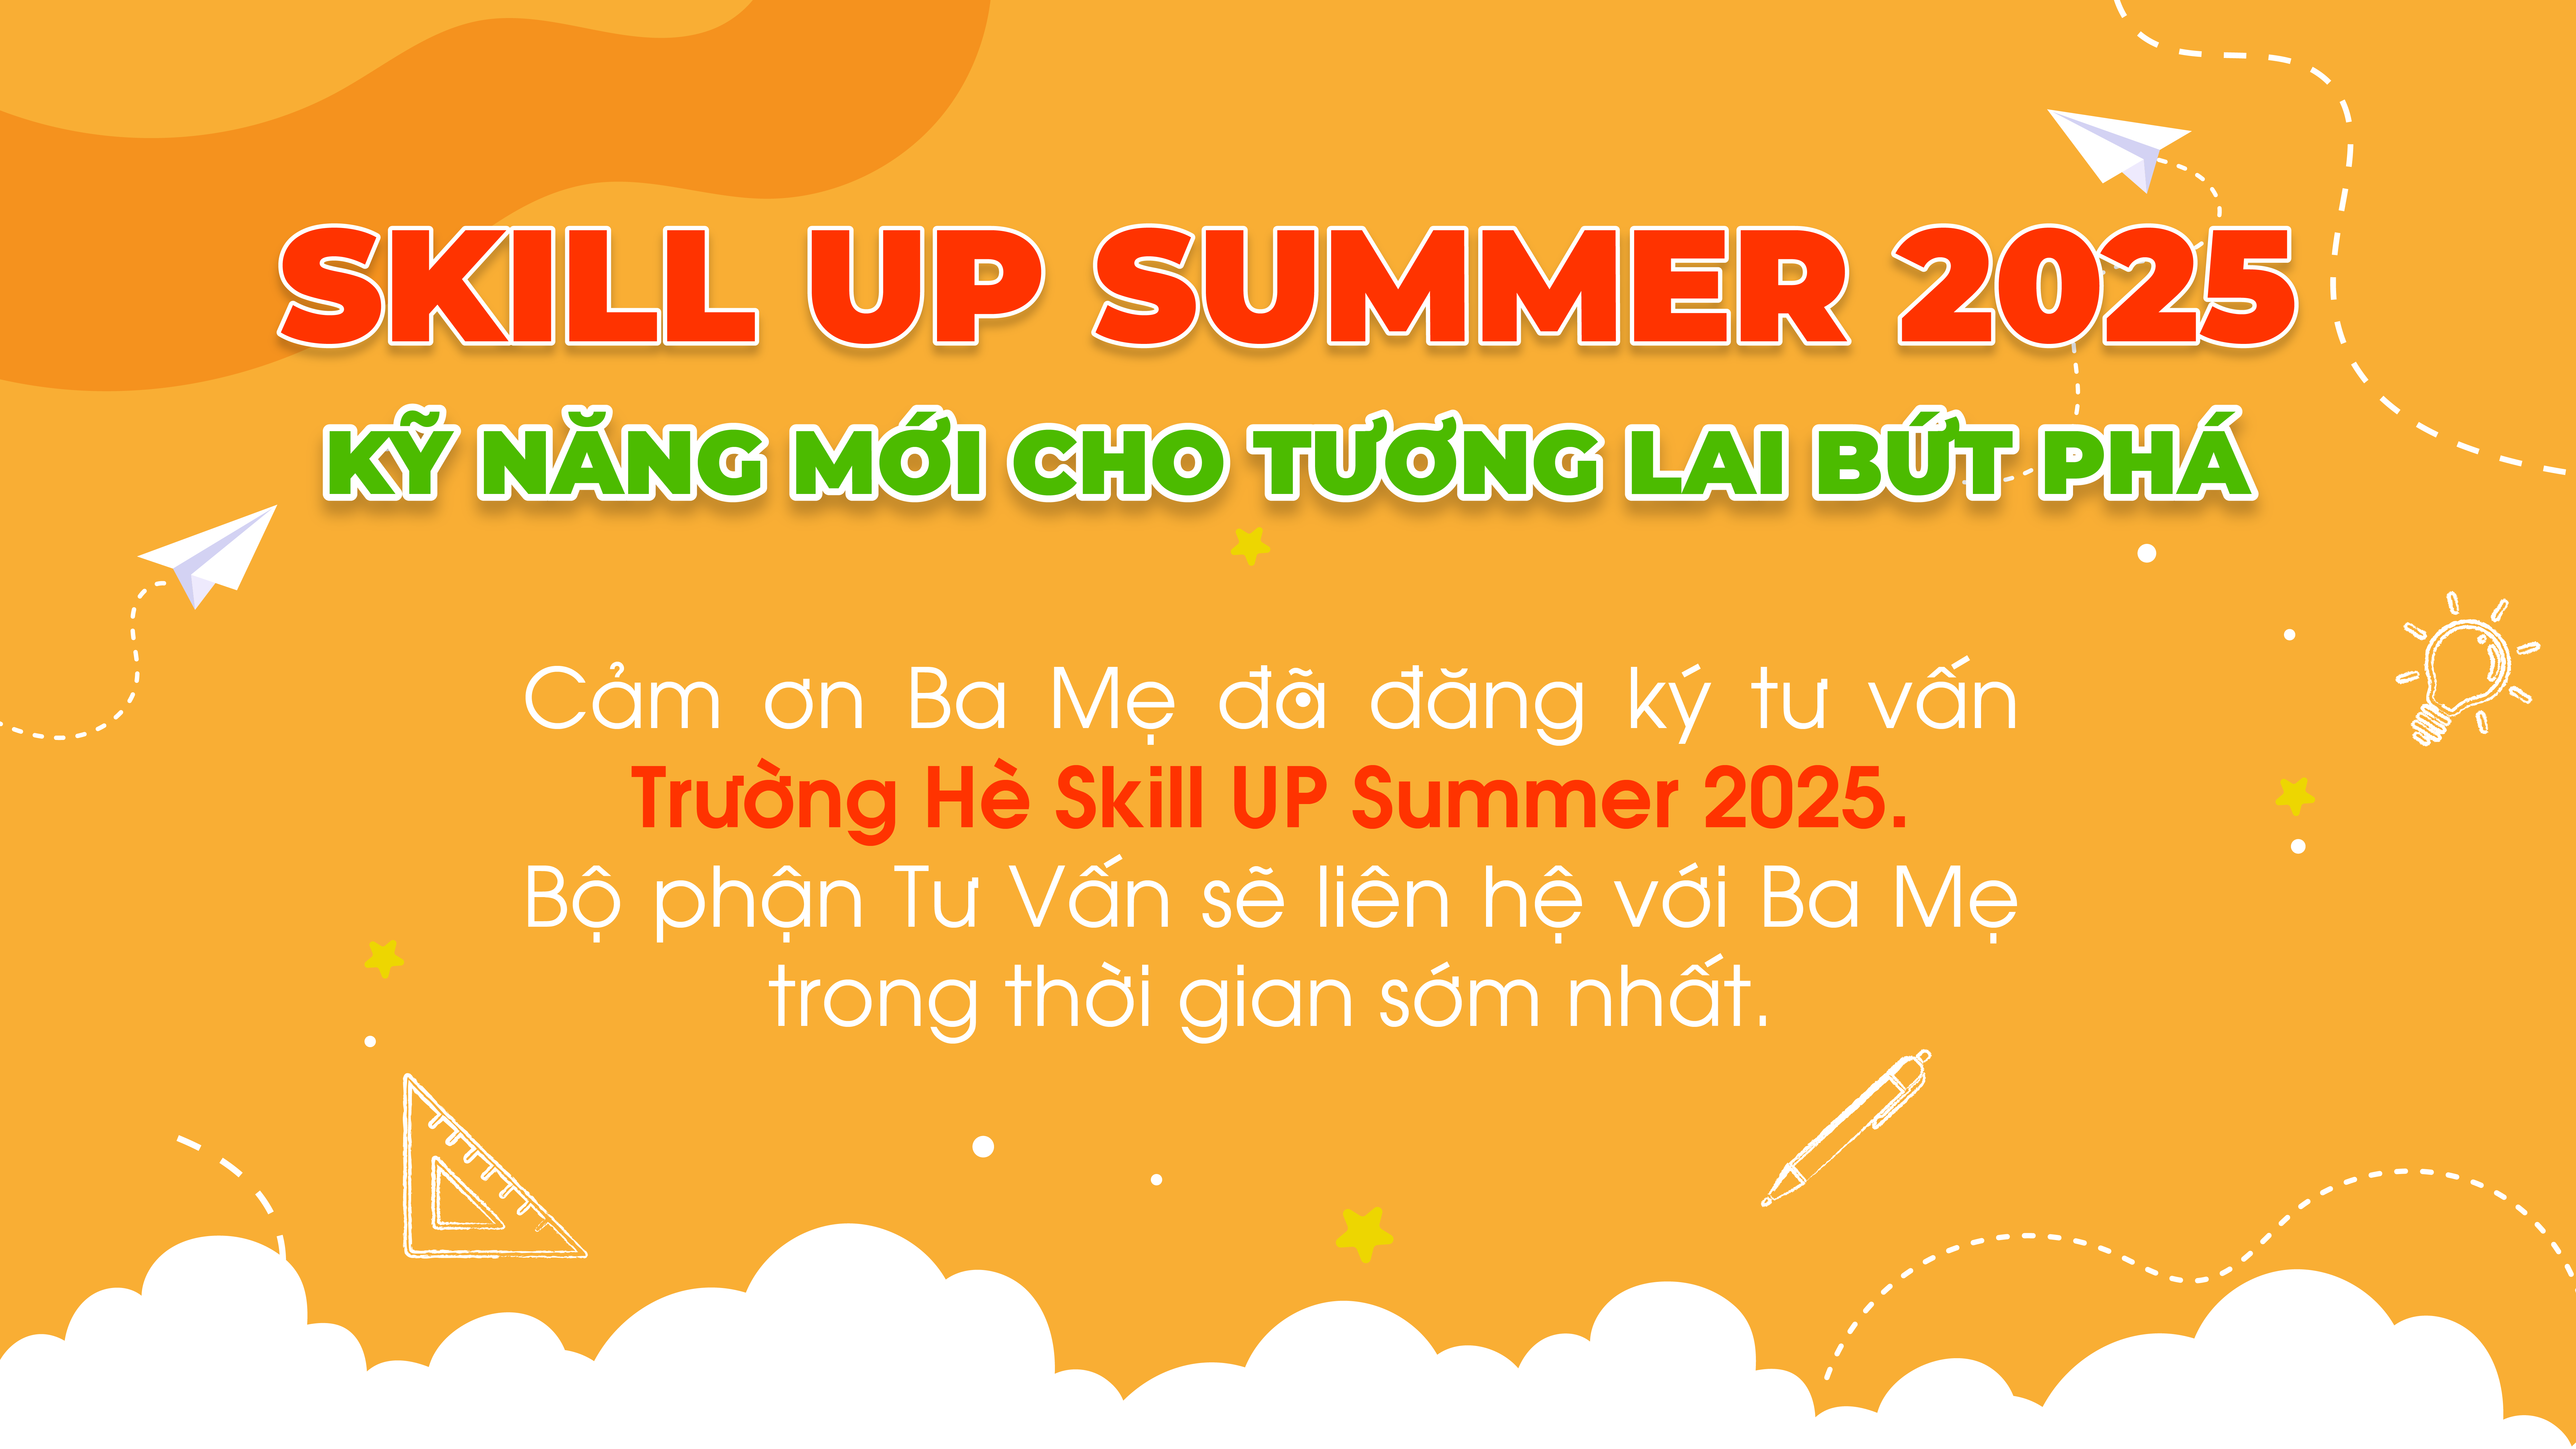 SKILL UP SUMMER 2025
KỸ NĂNG MỚI CHO TƯƠNG LAI BỨT PHÁ
Cảm ơn Ba Mẹ đã đăng ký tư vấn
Trường Hè Skill UP Summer 2025.
Bộ phận Tư Vấn sẽ liên hệ với Ba Mẹ
trong thời gian sớm nhất.